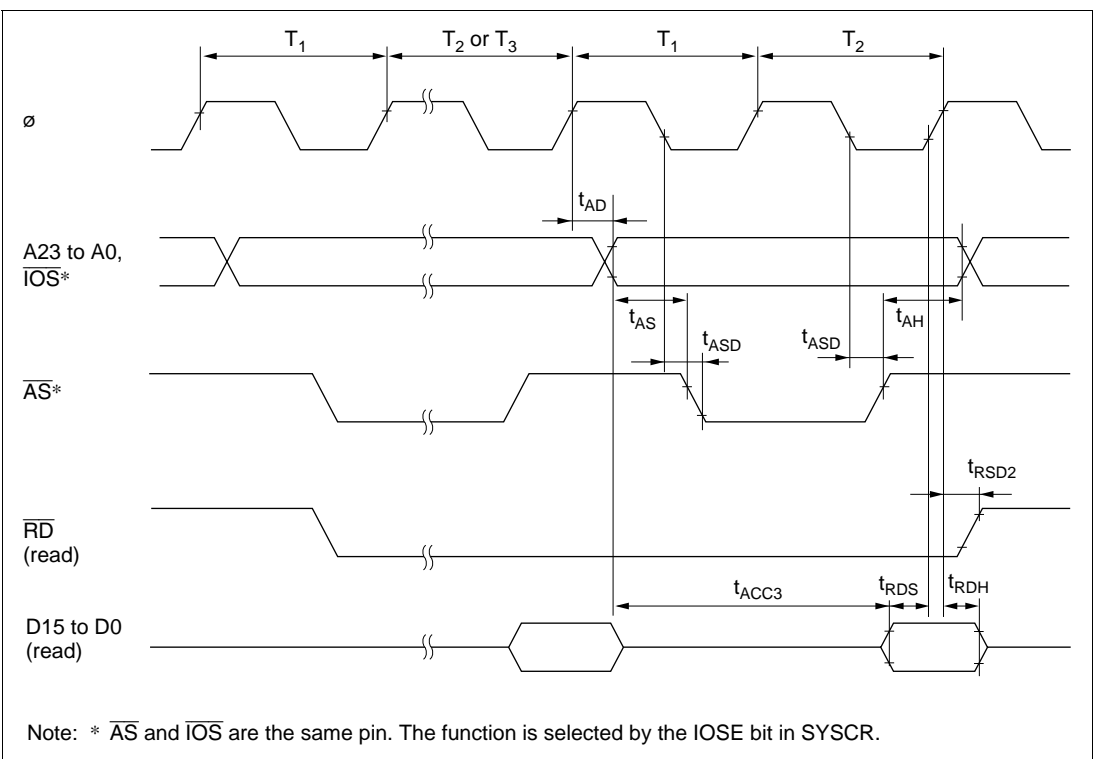 T1 T2 or T3 T1 T2
ø
tAD
A23 to A0,
IOS*
tAS tASD tASD tAH
AS*
tRSD2
RD
(read)
tACC3 tRDS tRDH
D15 to D0
(read)
Note: * AS and IOS are the same pin. The function is selected by the IOSE bit in SYSCR.